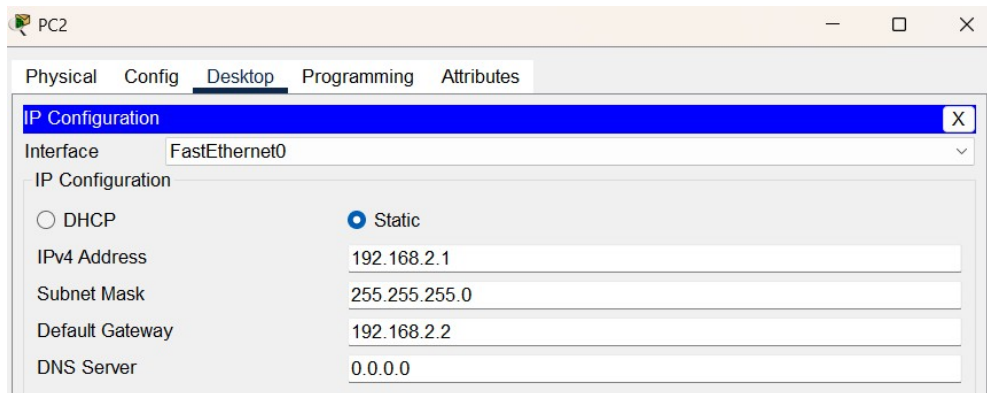 PC2
Physical Config Desktop Programming Attributes
IP Configuration X
Interface FastEthernet0
IP Configuration
DHCP Static
IPv4 Address 192.168.2.1
Subnet Mask 255.255.255.0
Default Gateway 192.168.2.2
DNS Server 0.0.0.0